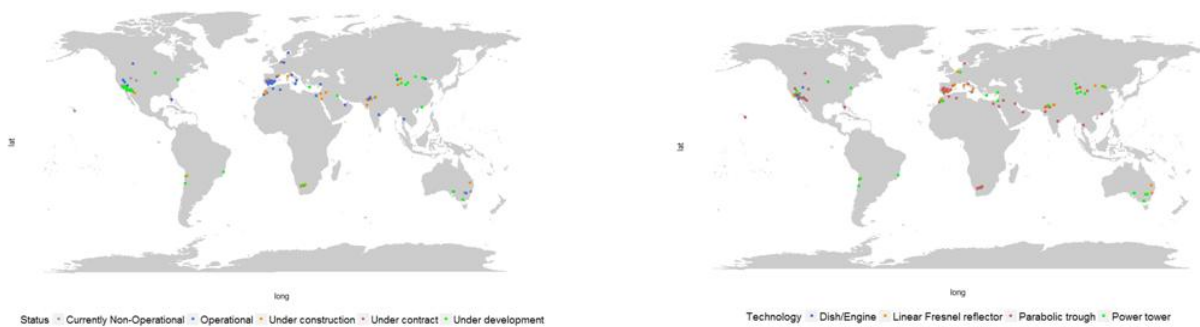 lat
long
Status Currently Non-Operational Operational Under construction Under contract Under development
lat
long
Technology Dish/Engine Linear Fresnel reflector Parabolic trough Power tower